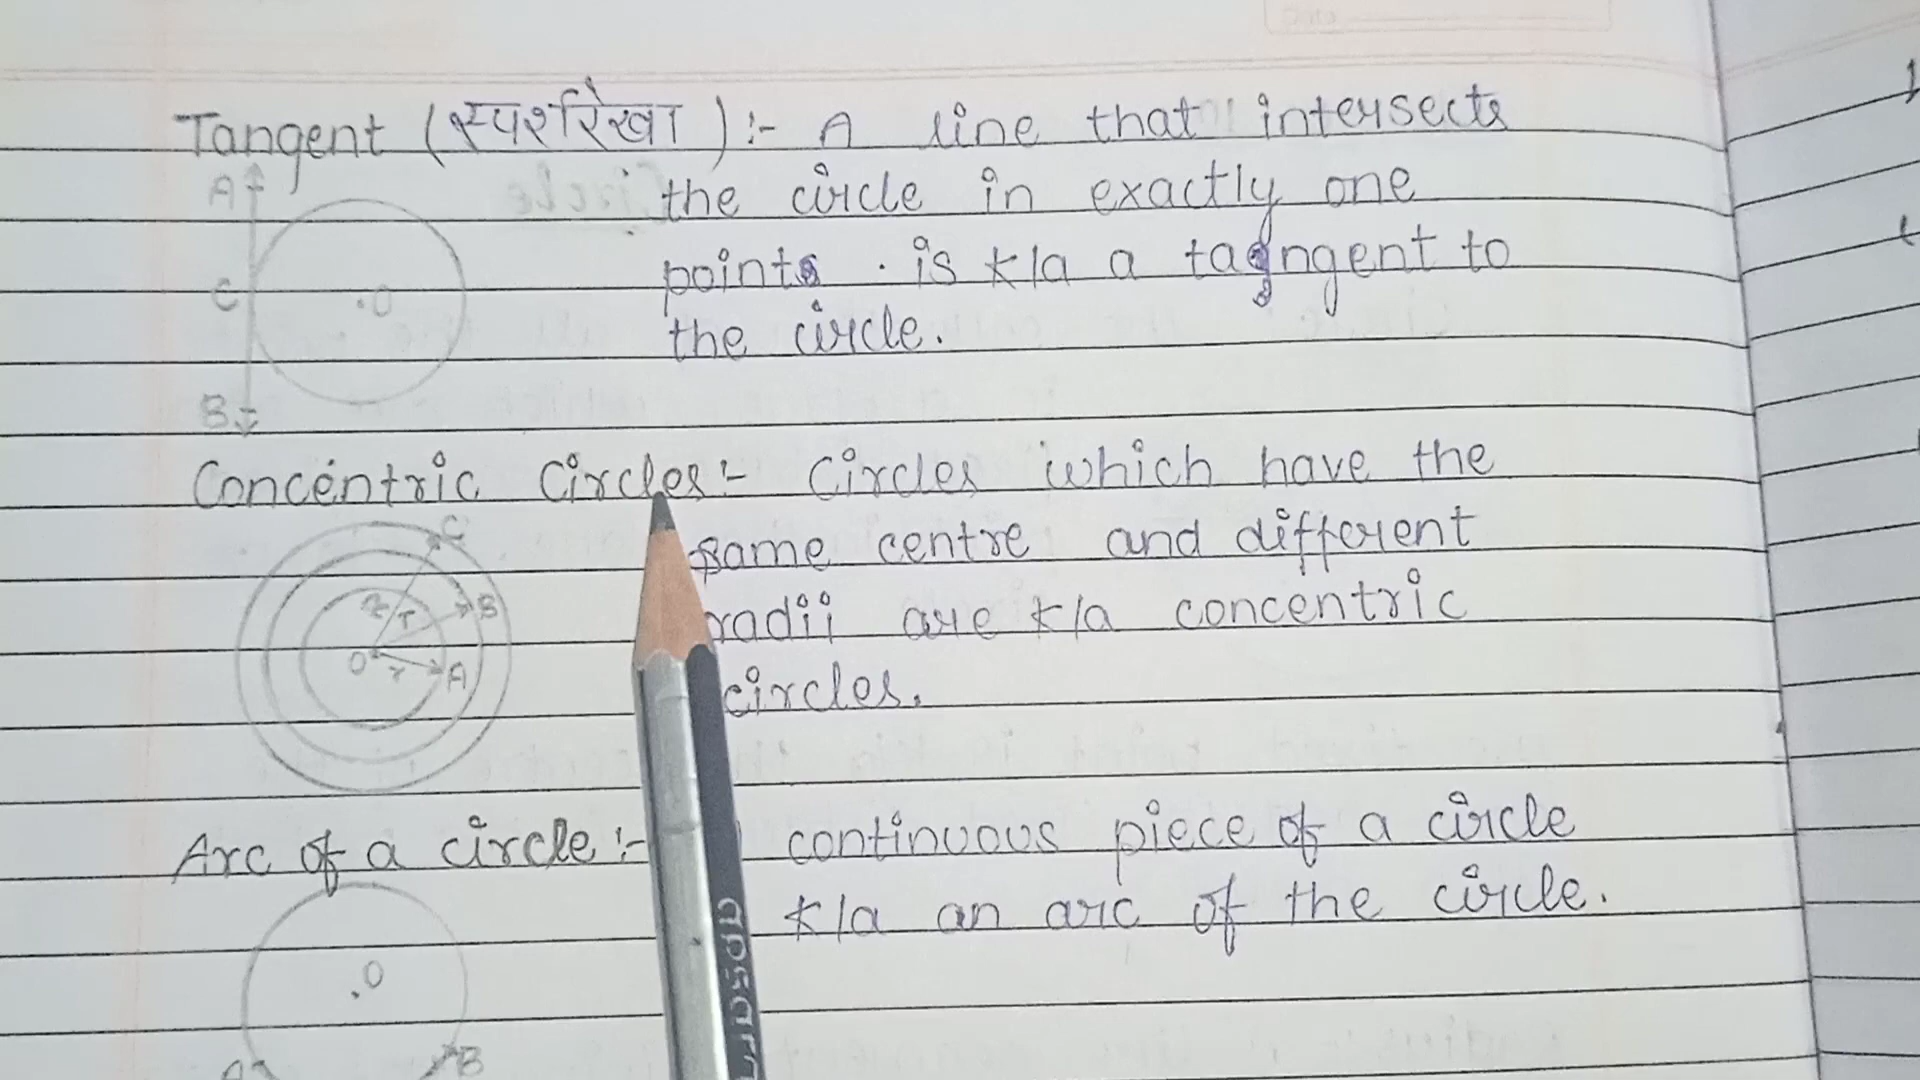 Tangent (स्पर्शरेखा) :- A line that intersects
the circle in exactly one
points . is k/a a tangent to
the circle.
A
C
.O
B
Concentric Circles :- Circles which have the
same centre and different
radii are k/a concentric
circles.
C
B
O
r
A
Arc of a circle :- continuous piece of a circle
k/a an arc of the circle.
.O
A
B
apsara